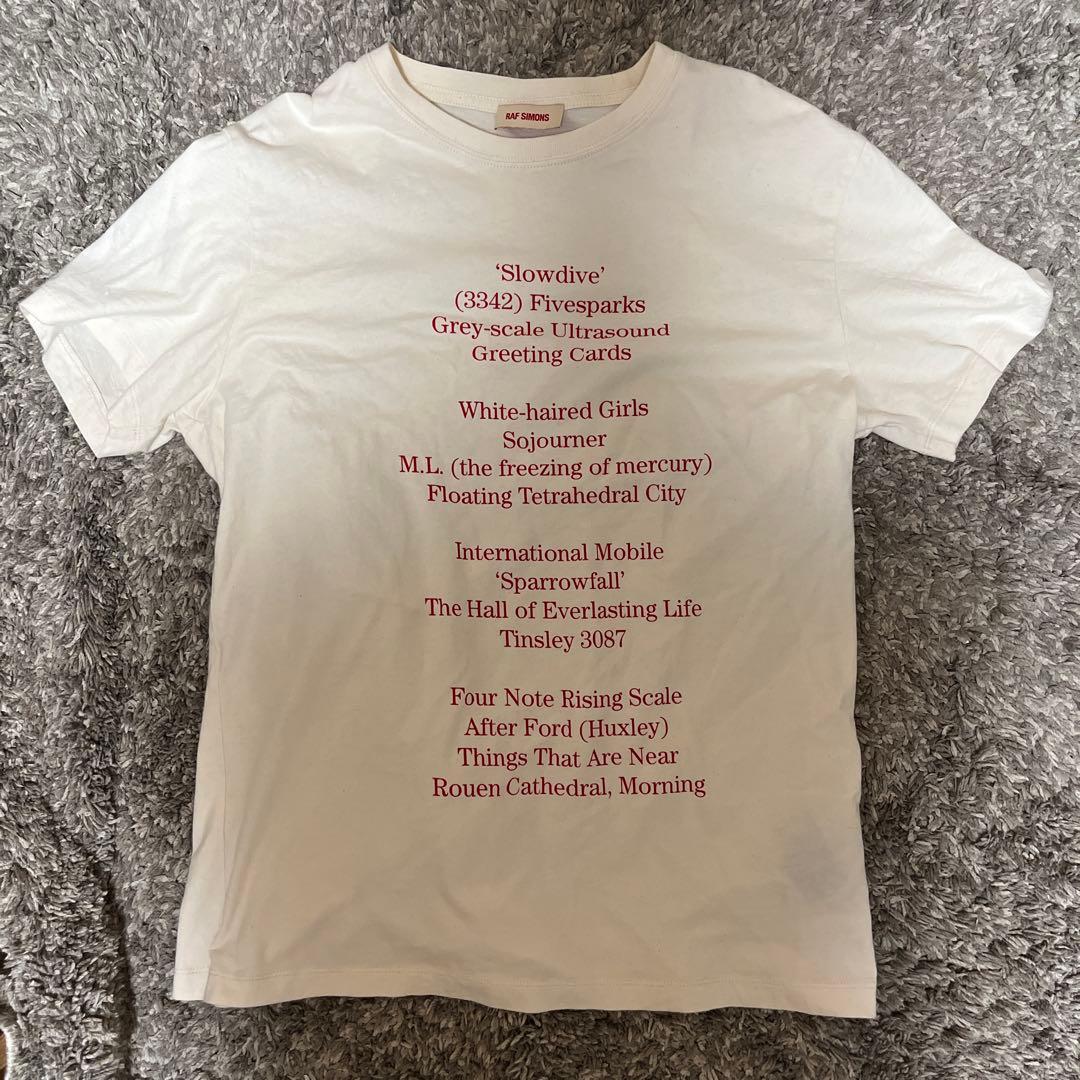 RAF SIMONS
‘Slowdive’
(3342) Fivesparks
Grey-scale Ultrasound
Greeting Cards
White-haired Girls
Sojourner
M.L. (the freezing of mercury)
Floating Tetrahedral City
International Mobile
‘Sparrowfall’
The Hall of Everlasting Life
Tinsley 3087
Four Note Rising Scale
After Ford (Huxley)
Things That Are Near
Rouen Cathedral, Morning